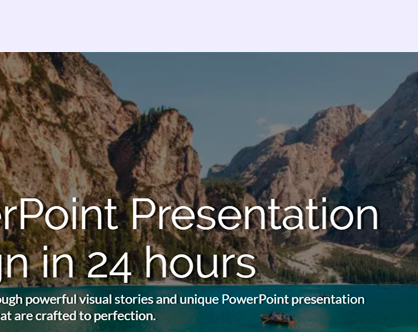 erPoint Presentation
gn in 24 hours
ough powerful visual stories and unique PowerPoint presentation
at are crafted to perfection.